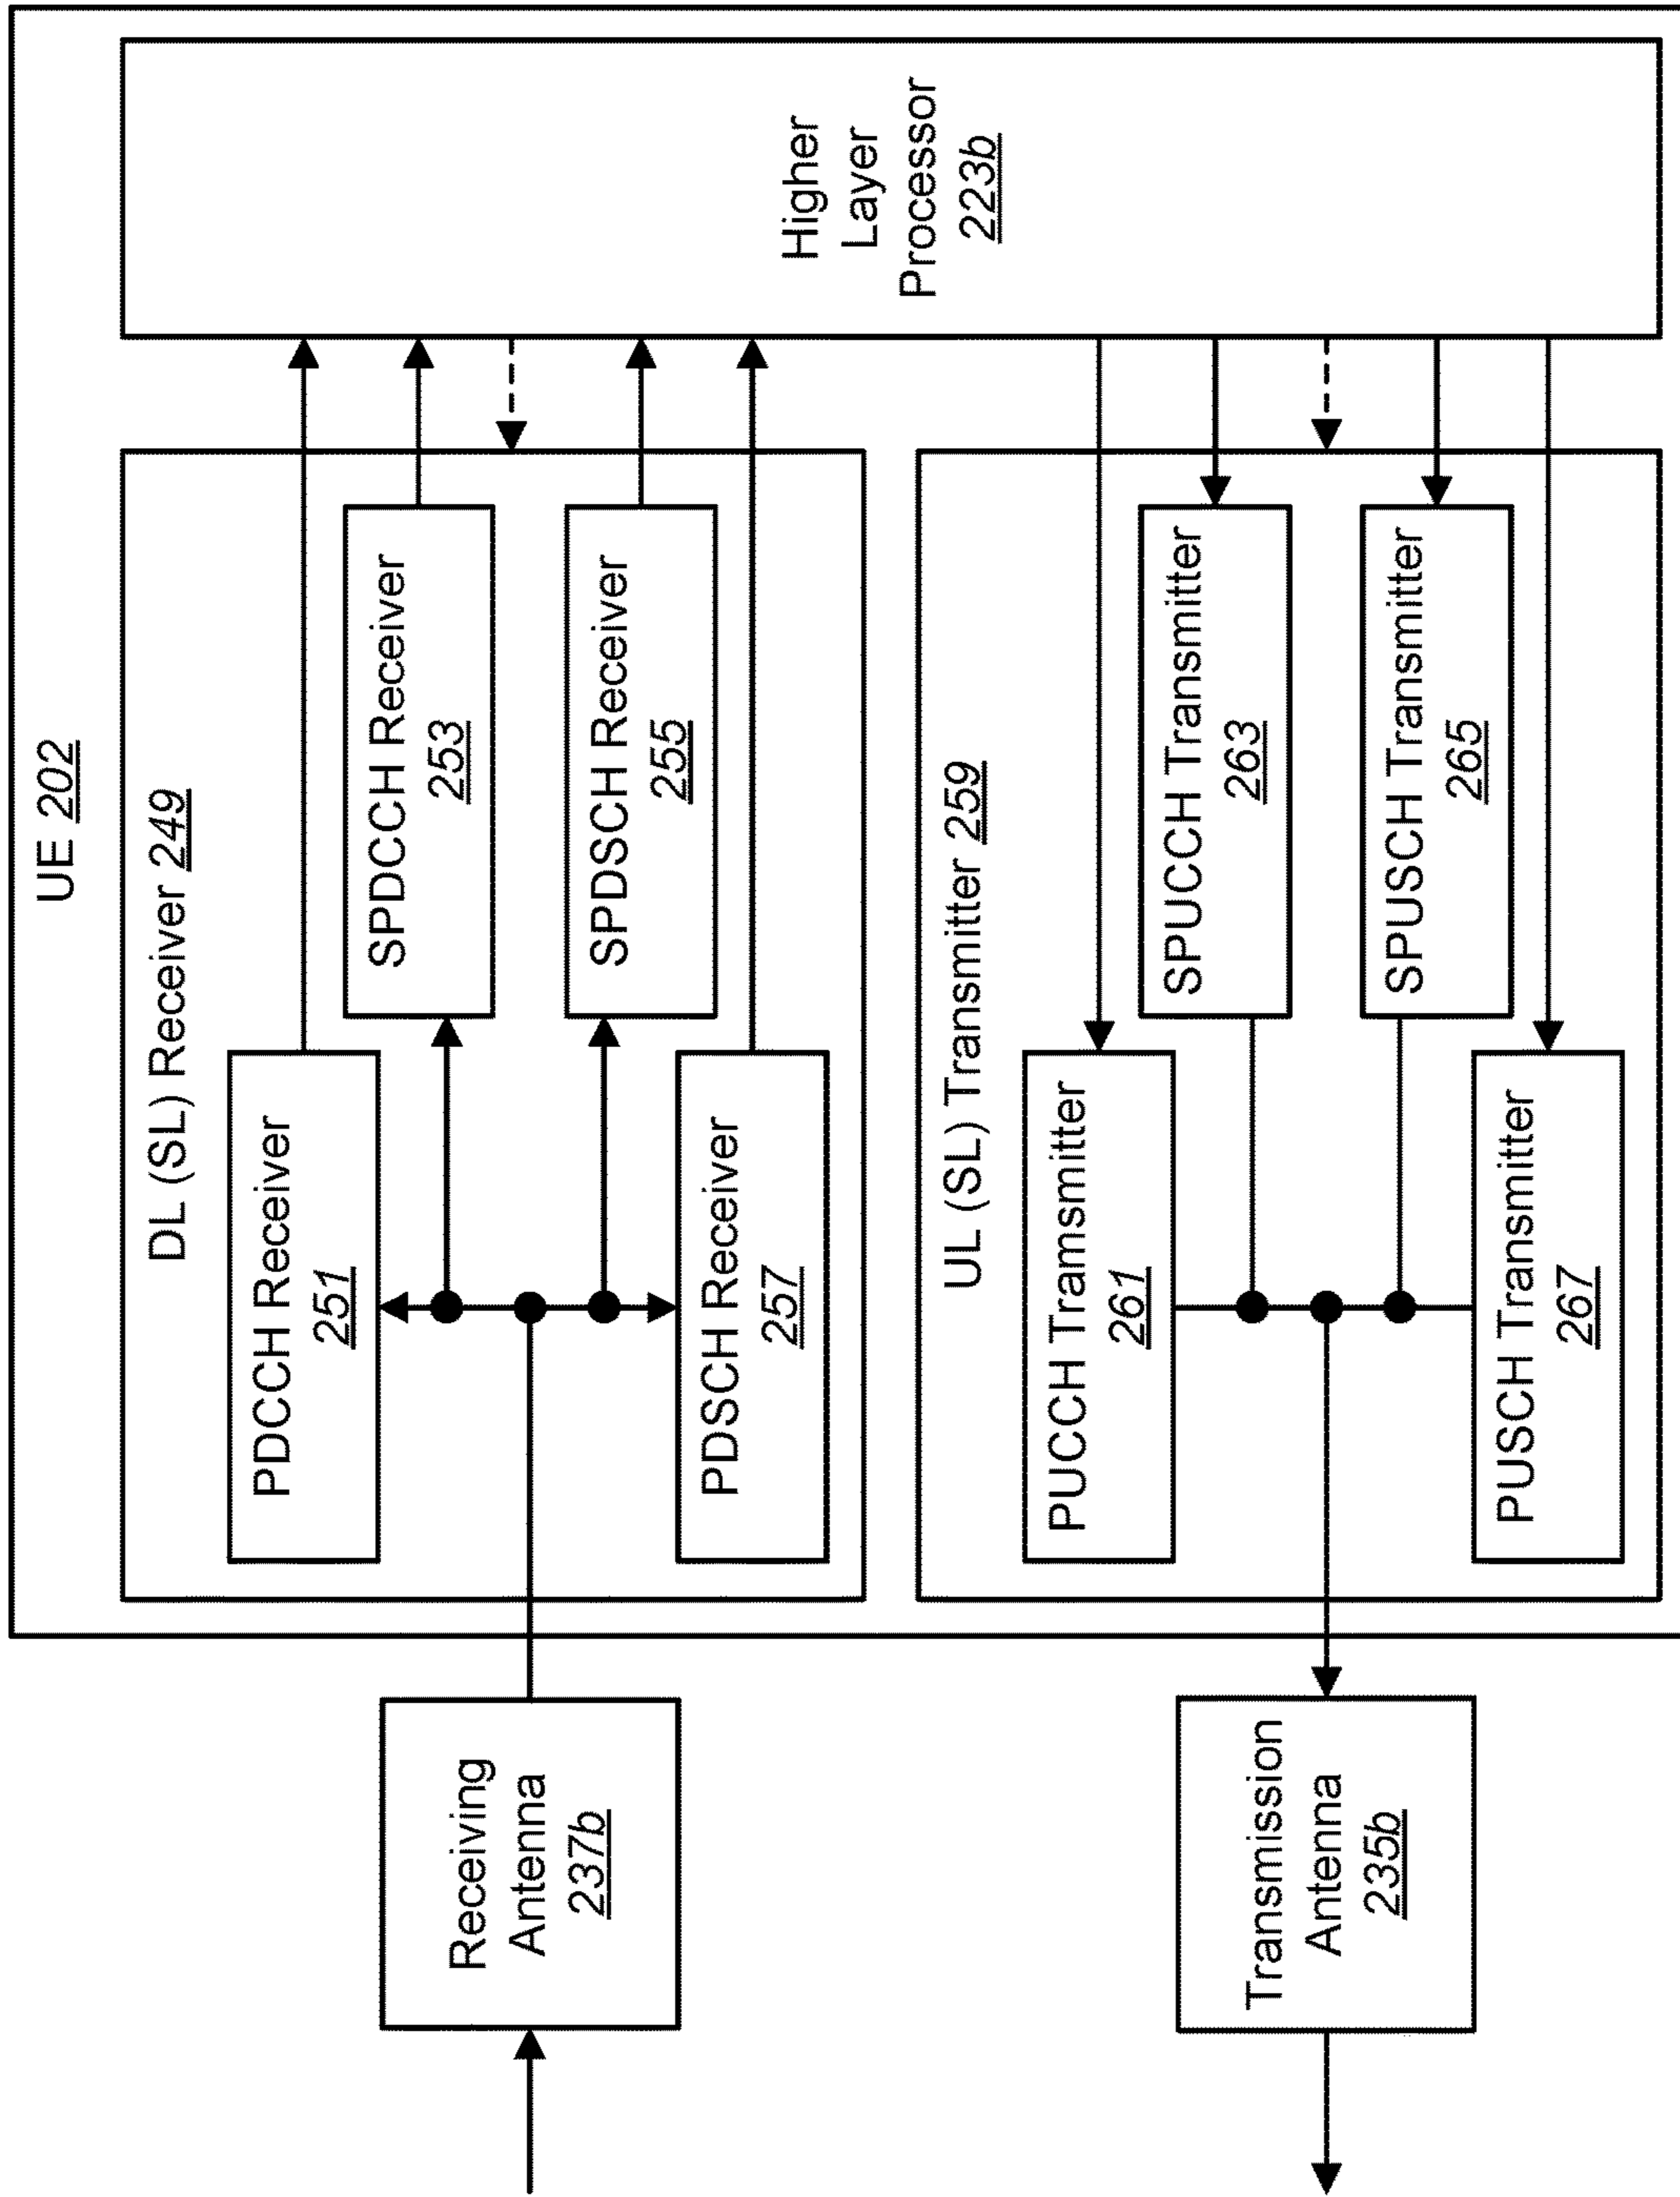 UE 202
DL (SL) Receiver 249
PDCCH Receiver
251
SPDCCH Receiver
253
SPDSCH Receiver
255
PDSCH Receiver
257
Higher
Layer
Processor
223b
Receiving
Antenna
237b
UL (SL) Transmitter 259
PUCCH Tramsmitter
261
SPUCCH Transmitter
263
SPUSCH Transmitter
265
PUSCH Transmitter
267
Transmission
Antenna
235b